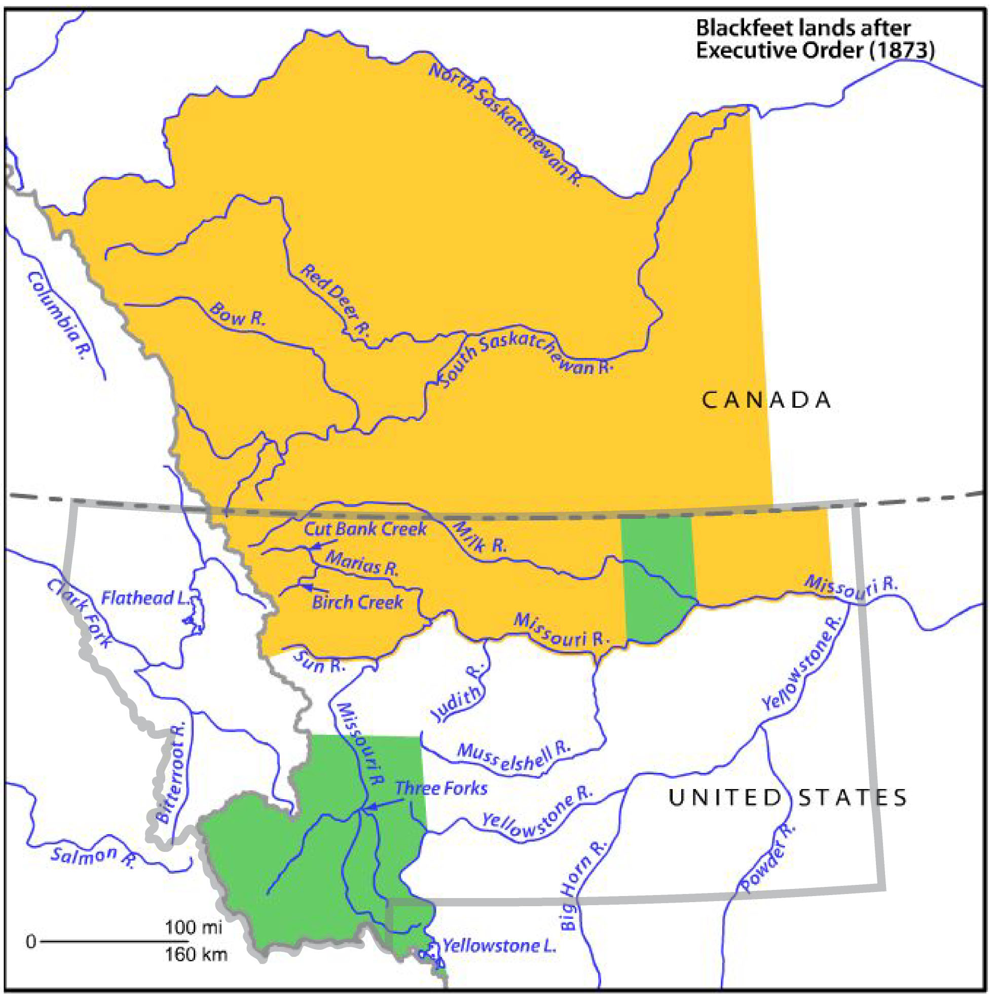 Blackfeet lands after
Executive Order (1873)
North Saskatchewan R.
Columbia R.
Red Deer R.
Bow R.
South Saskatchewan R.
CANADA
Cut Bank Creek
Milk R.
Marias R.
Missouri R.
Clark Fork
Flathead L.
Birch Creek
Missouri R.
Sun R.
Judith R.
Yellowstone R.
Missouri R
Bitterroot R.
Musselshell R.
Three Forks
Yellowstone R.
UNITED STATES
Salmon R.
Big Horn R.
Powder R.
100 mi
0
160 km
Yellowstone L.